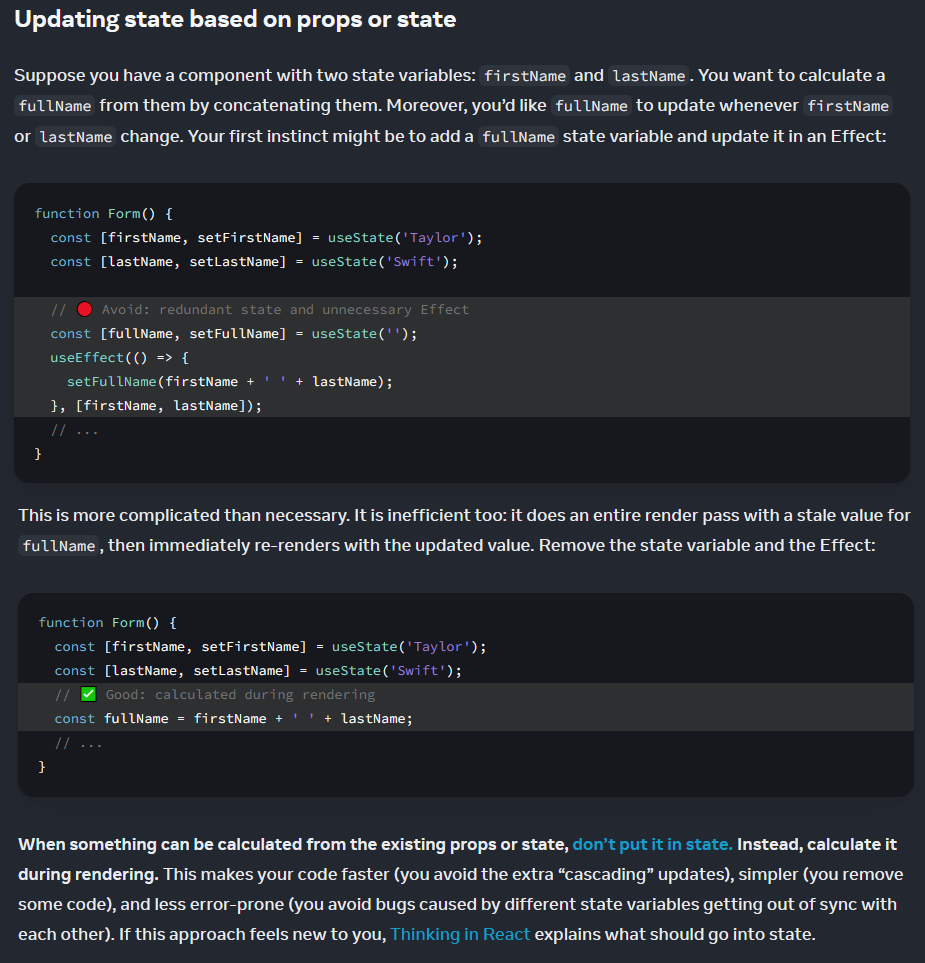 Updating state based on props or state
Suppose you have a component with two state variables: firstName and lastName. You want to calculate a
fullName from them by concatenating them. Moreover, you’d like fullName to update whenever firstName
or lastName change. Your first instinct might be to add a fullName state variable and update it in an Effect:
function Form() {
  const [firstName, setFirstName] = useState('Taylor');
  const [lastName, setLastName] = useState('Swift');
  // 🔴 Avoid: redundant state and unnecessary Effect
  const [fullName, setFullName] = useState('');
  useEffect(() => {
    setFullName(firstName + ' ' + lastName);
  }, [firstName, lastName]);
  // ...
}
This is more complicated than necessary. It is inefficient too: it does an entire render pass with a stale value for
fullName, then immediately re-renders with the updated value. Remove the state variable and the Effect:
function Form() {
  const [firstName, setFirstName] = useState('Taylor');
  const [lastName, setLastName] = useState('Swift');
  // ✅ Good: calculated during rendering
  const fullName = firstName + ' ' + lastName;
  // ...
}
When something can be calculated from the existing props or state, don’t put it in state. Instead, calculate it
during rendering. This makes your code faster (you avoid the extra “cascading” updates), simpler (you remove
some code), and less error-prone (you avoid bugs caused by different state variables getting out of sync with
each other). If this approach feels new to you, Thinking in React explains what should go into state.